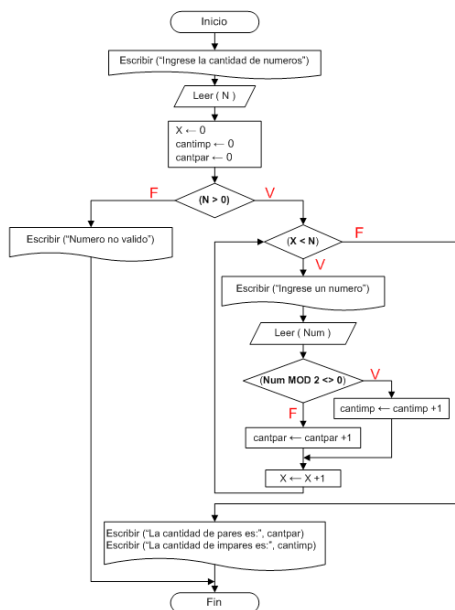 Inicio
Escribir (“Ingrese la cantidad de numeros”)
Leer ( N )
X ← 0
cantimp ← 0
cantpar ← 0
F
(N > 0)
V
Escribir (“Numero no valido”)
(X < N)
F
V
Escribir (“Ingrese un numero”)
Leer ( Num )
(Num MOD 2 <> 0)
V
F
cantimp ← cantimp +1
cantpar ← cantpar +1
X ← X +1
Escribir (“La cantidad de pares es:”, cantpar)
Escribir (“La cantidad de impares es:”, cantimp)
Fin